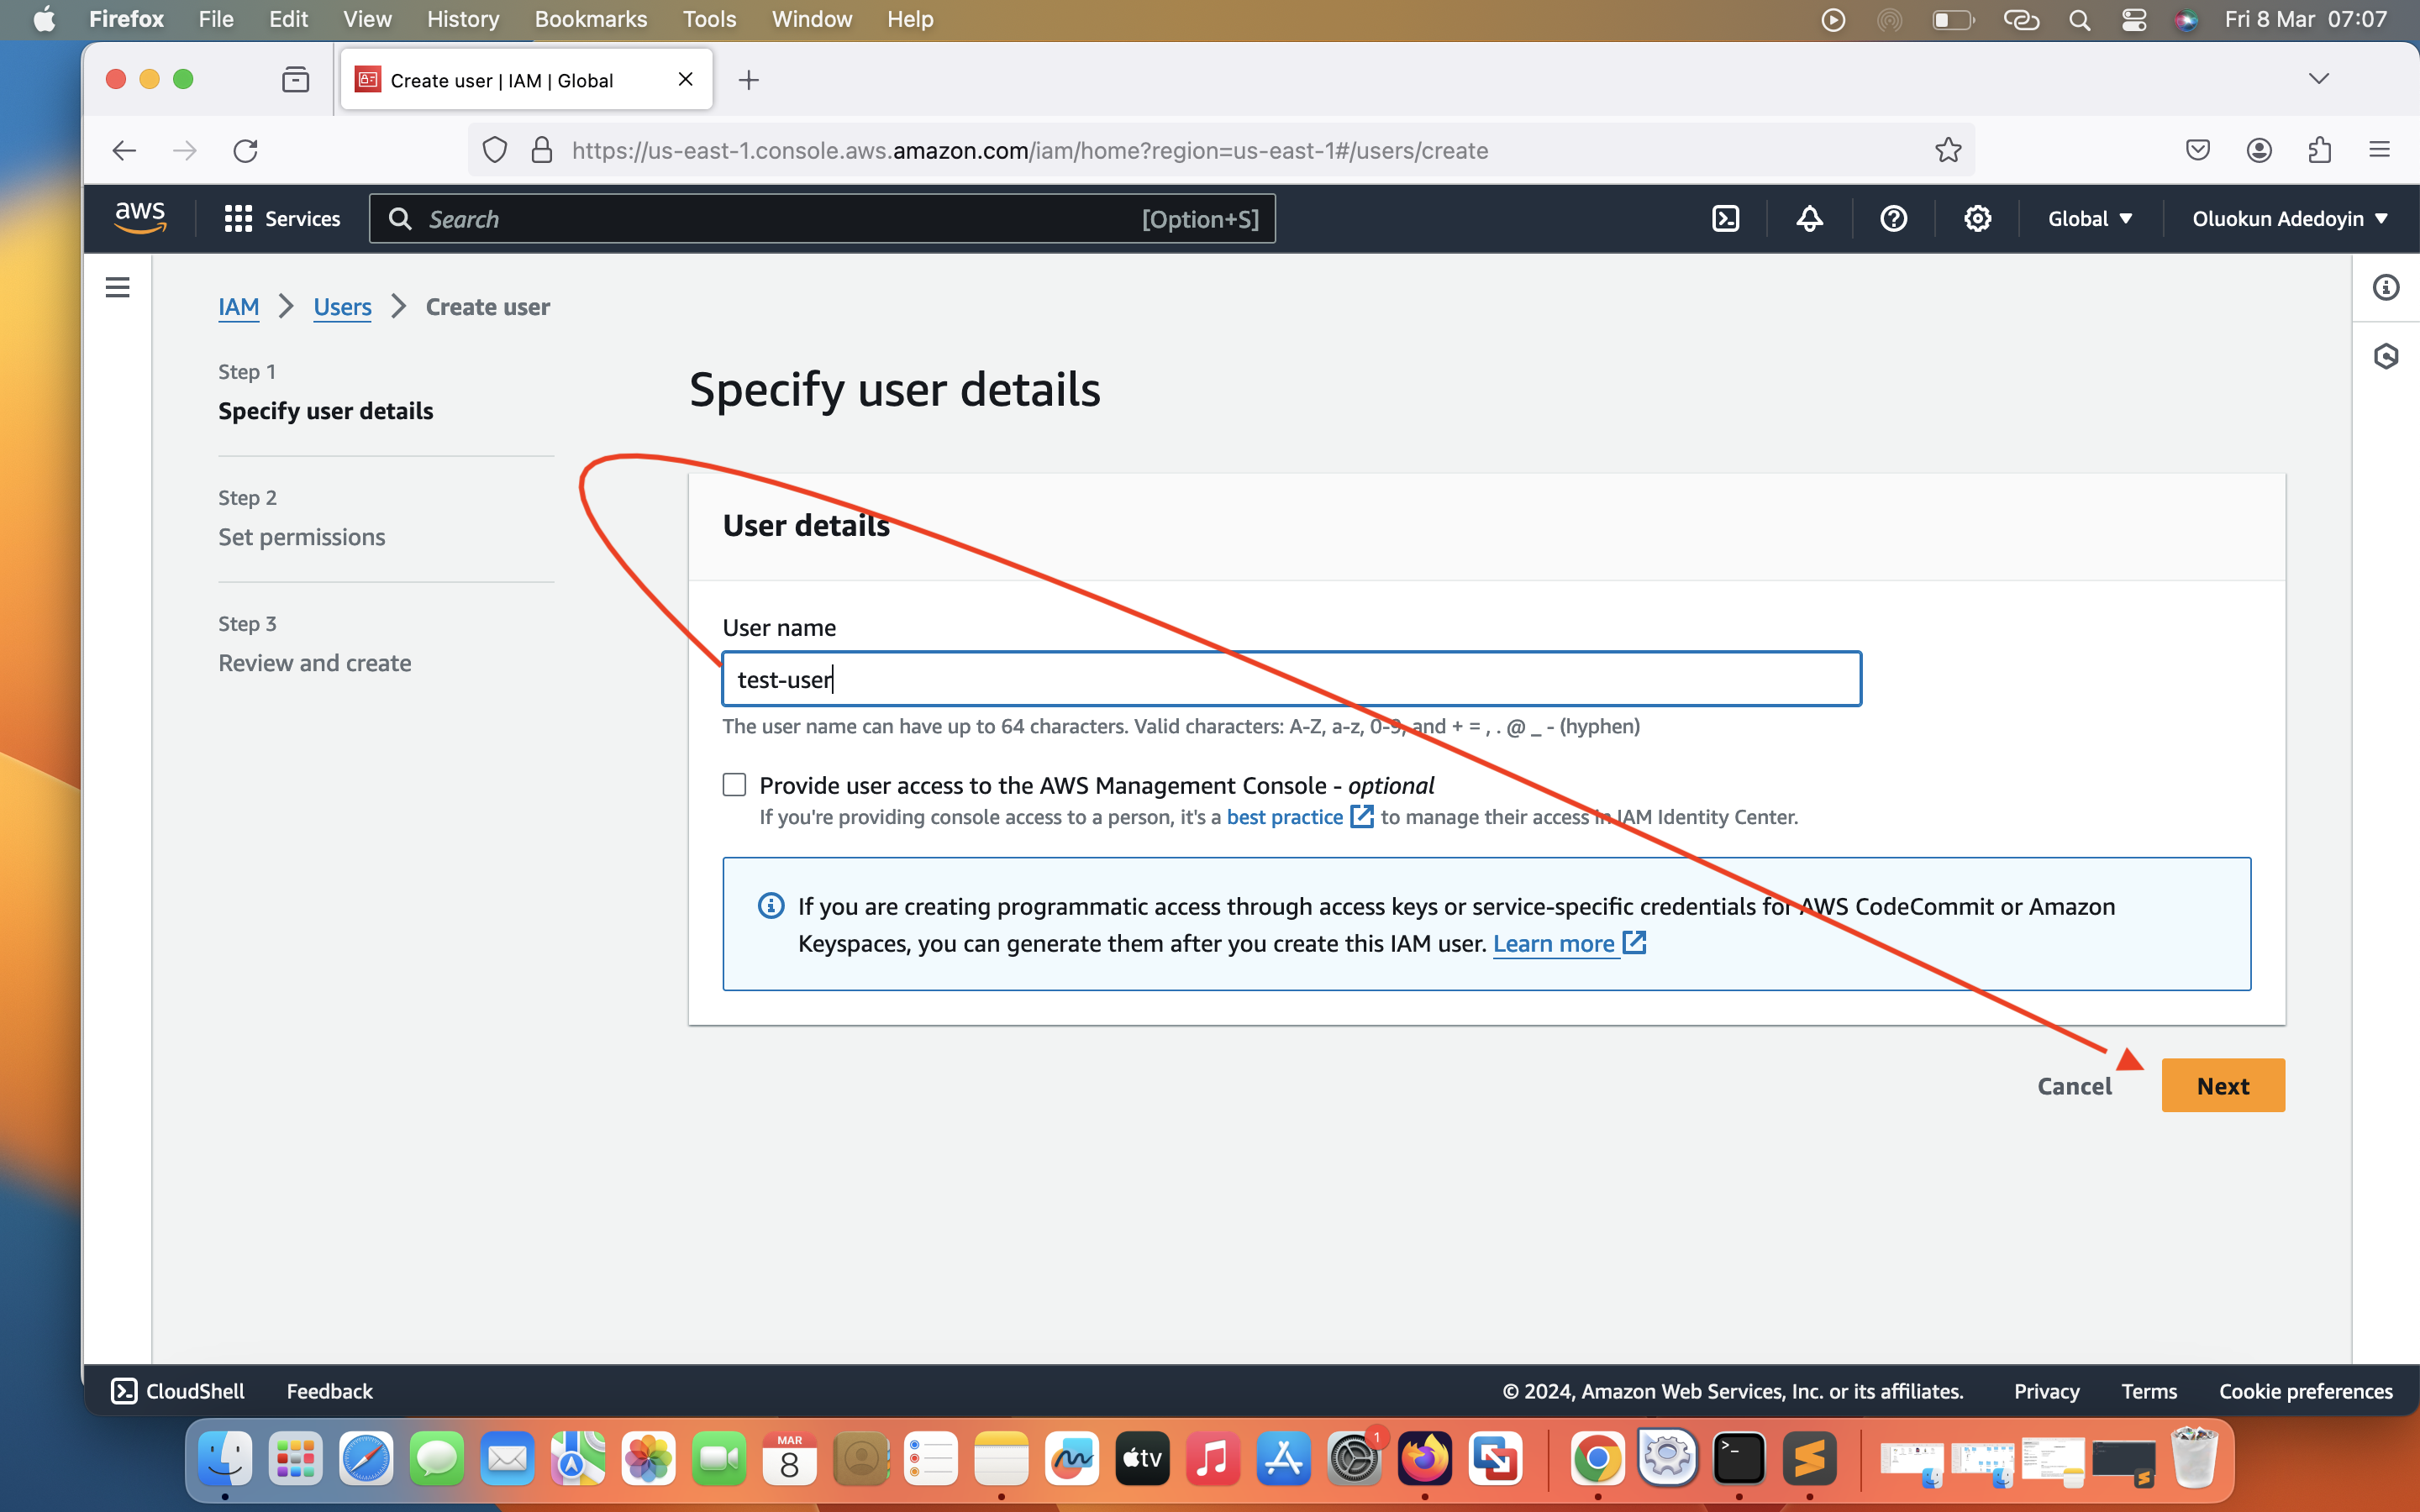 Firefox File Edit View History Bookmarks Tools Window Help Fri 8 Mar 07:07
Create user | IAM | Global
https://us-east-1.console.aws.amazon.com/iam/home?region=us-east-1#/users/create
aws Services Search [Option+S] Global Oluokun Adedoyin
IAM Users Create user
Step 1
Specify user details
Step 2
Set permissions
Step 3
Review and create
Specify user details
User details
User name
test-user
The user name can have up to 64 characters. Valid characters: A-Z, a-z, 0-9, and + = , . @ _ - (hyphen)
Provide user access to the AWS Management Console - optional
If you're providing console access to a person, it's a best practice to manage their access in IAM Identity Center.
If you are creating programmatic access through access keys or service-specific credentials for AWS CodeCommit or Amazon
Keyspaces, you can generate them after you create this IAM user. Learn more
Cancel Next
CloudShell Feedback © 2024, Amazon Web Services, Inc. or its affiliates. Privacy Terms Cookie preferences
MAR
8
tv
1